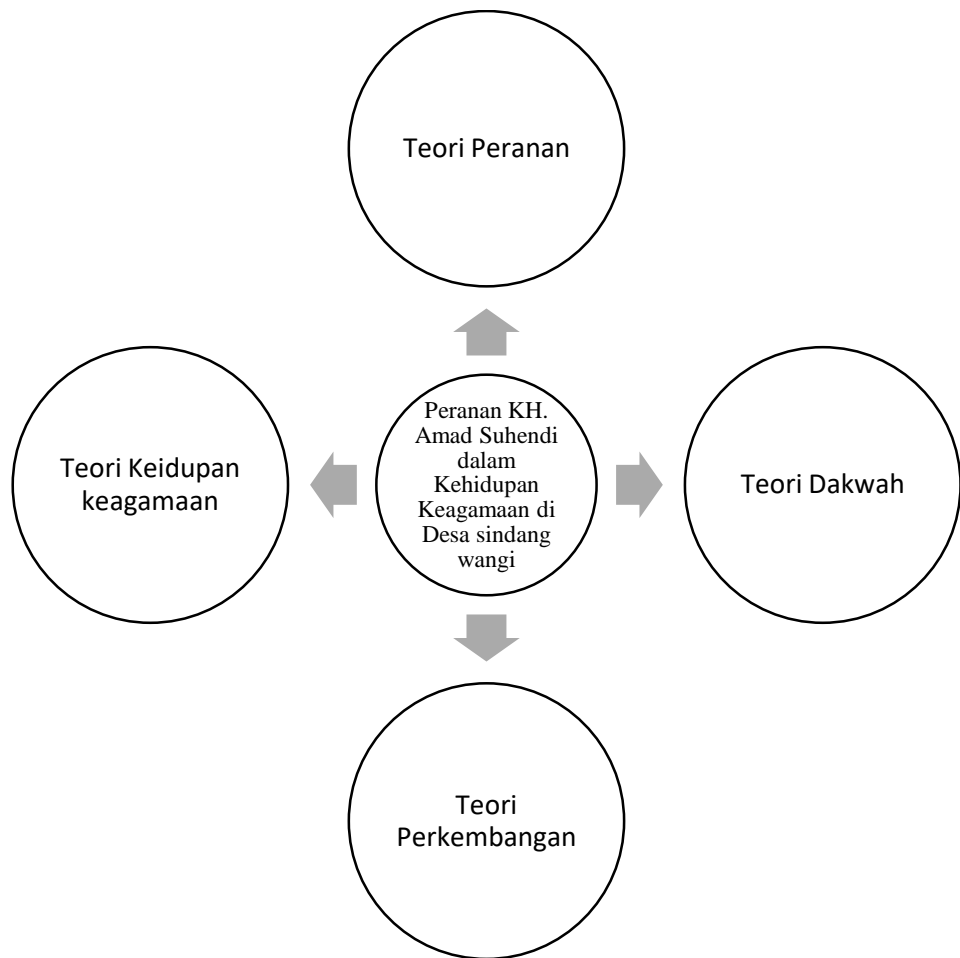 Teori Peranan
Teori Keidupan
keagamaan
Peranan KH.
Amad Suhendi
dalam
Kehidupan
Keagamaan di
Desa sindang
wangi
Teori Dakwah
Teori
Perkembangan